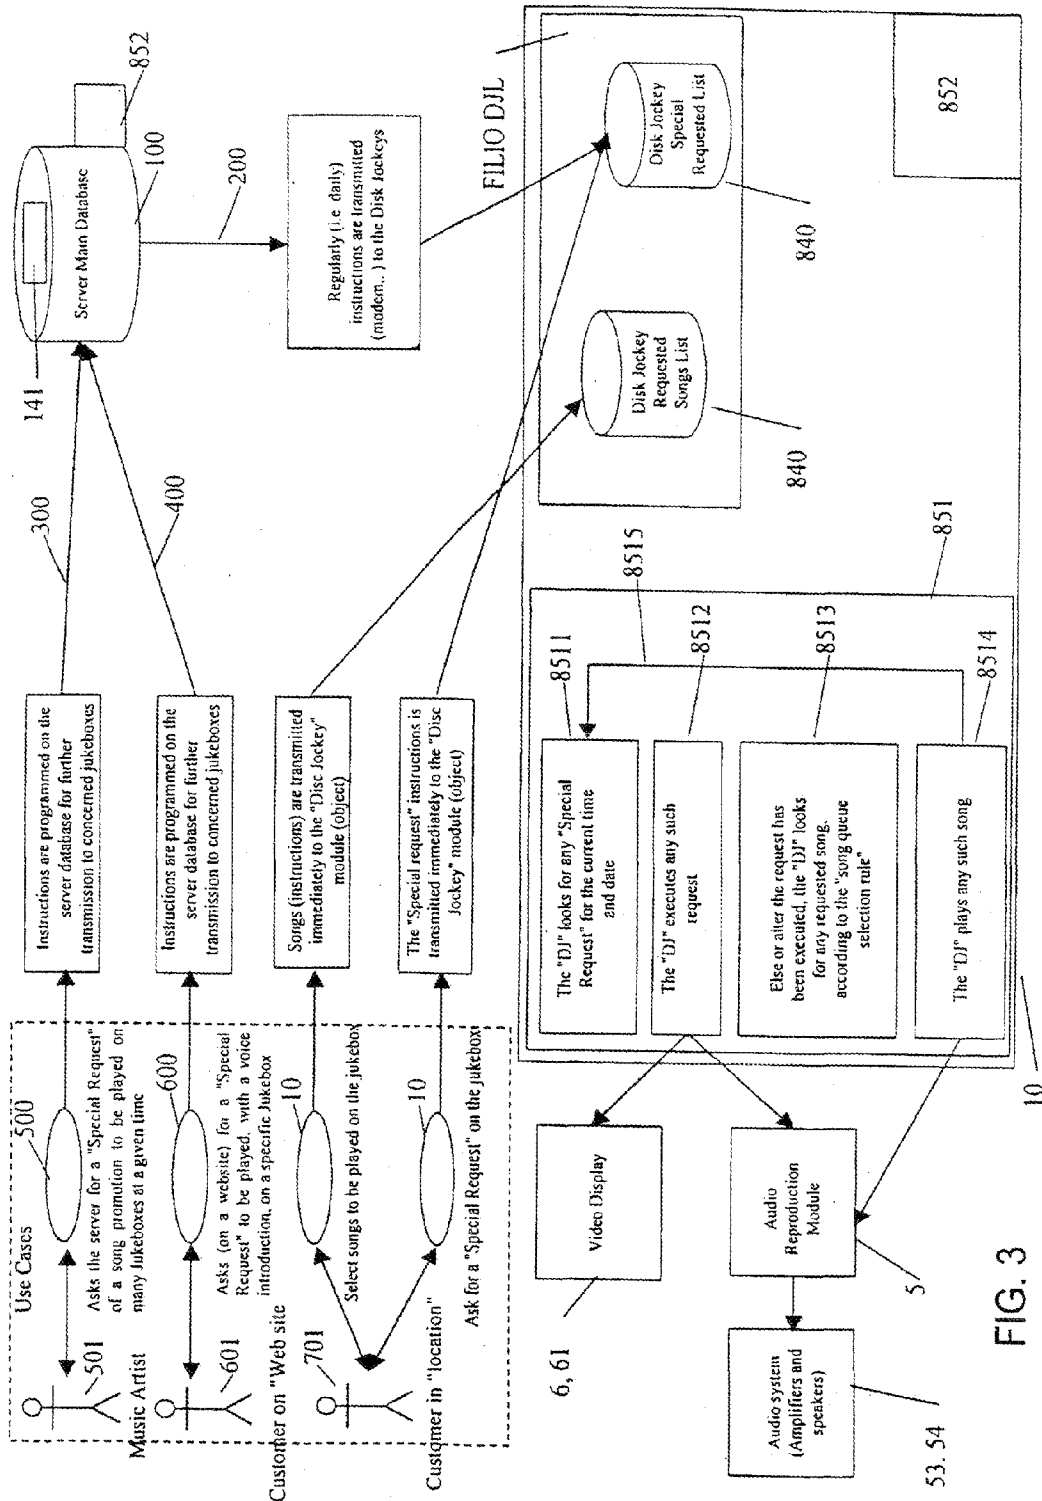 Use Cases
500
Asks the server for a "Special Request"
of a song promotion to be played on
many Jukeboxes at a given time
501
Music Artist
600
Asks (on a website) for a "Special
Request" to be played, with a voice
introduction, on a specific Jukebox
601
Customer on "Web site
10
Select songs to be played on the jukebox
701
Customer in "location"
10
Ask for a "Special Request" on the jukebox
Instructions are programmed on the
server database for further
transmission to concerned jukeboxes
300
Instructions are programmed on the
server database for further
transmission to concerned jukeboxes
400
Songs (instructions) are transmitted
immediately to the "Disc Jockey"
module (object)
The "Special request" instructions is
transmitted immediately to the "Disc
Jockey" module (object)
141
Server Main Database
852
100
200
Regularly (i.e daily)
instructions are transmitted
(modem..) to the Disk Jockeys
FILIO DJL
Disk Jockey
Requested
Songs List
840
Disk Jockey
Special
Requested List
840
852
851
8515
8511
The "DJ" looks for any "Special
Request" for the current time
and date
8512
The "DJ" executes any such
request
8513
Else or alter the request has
been executed, the "DJ" looks
for any requested song.
according to the "song queue
selection rule"
8514
The "DJ" plays any such song
10
Video Display
6, 61
Audio
Reproduction
Module
5
Audio system
(Amplifiers and
speakers)
53. 54
FIG. 3